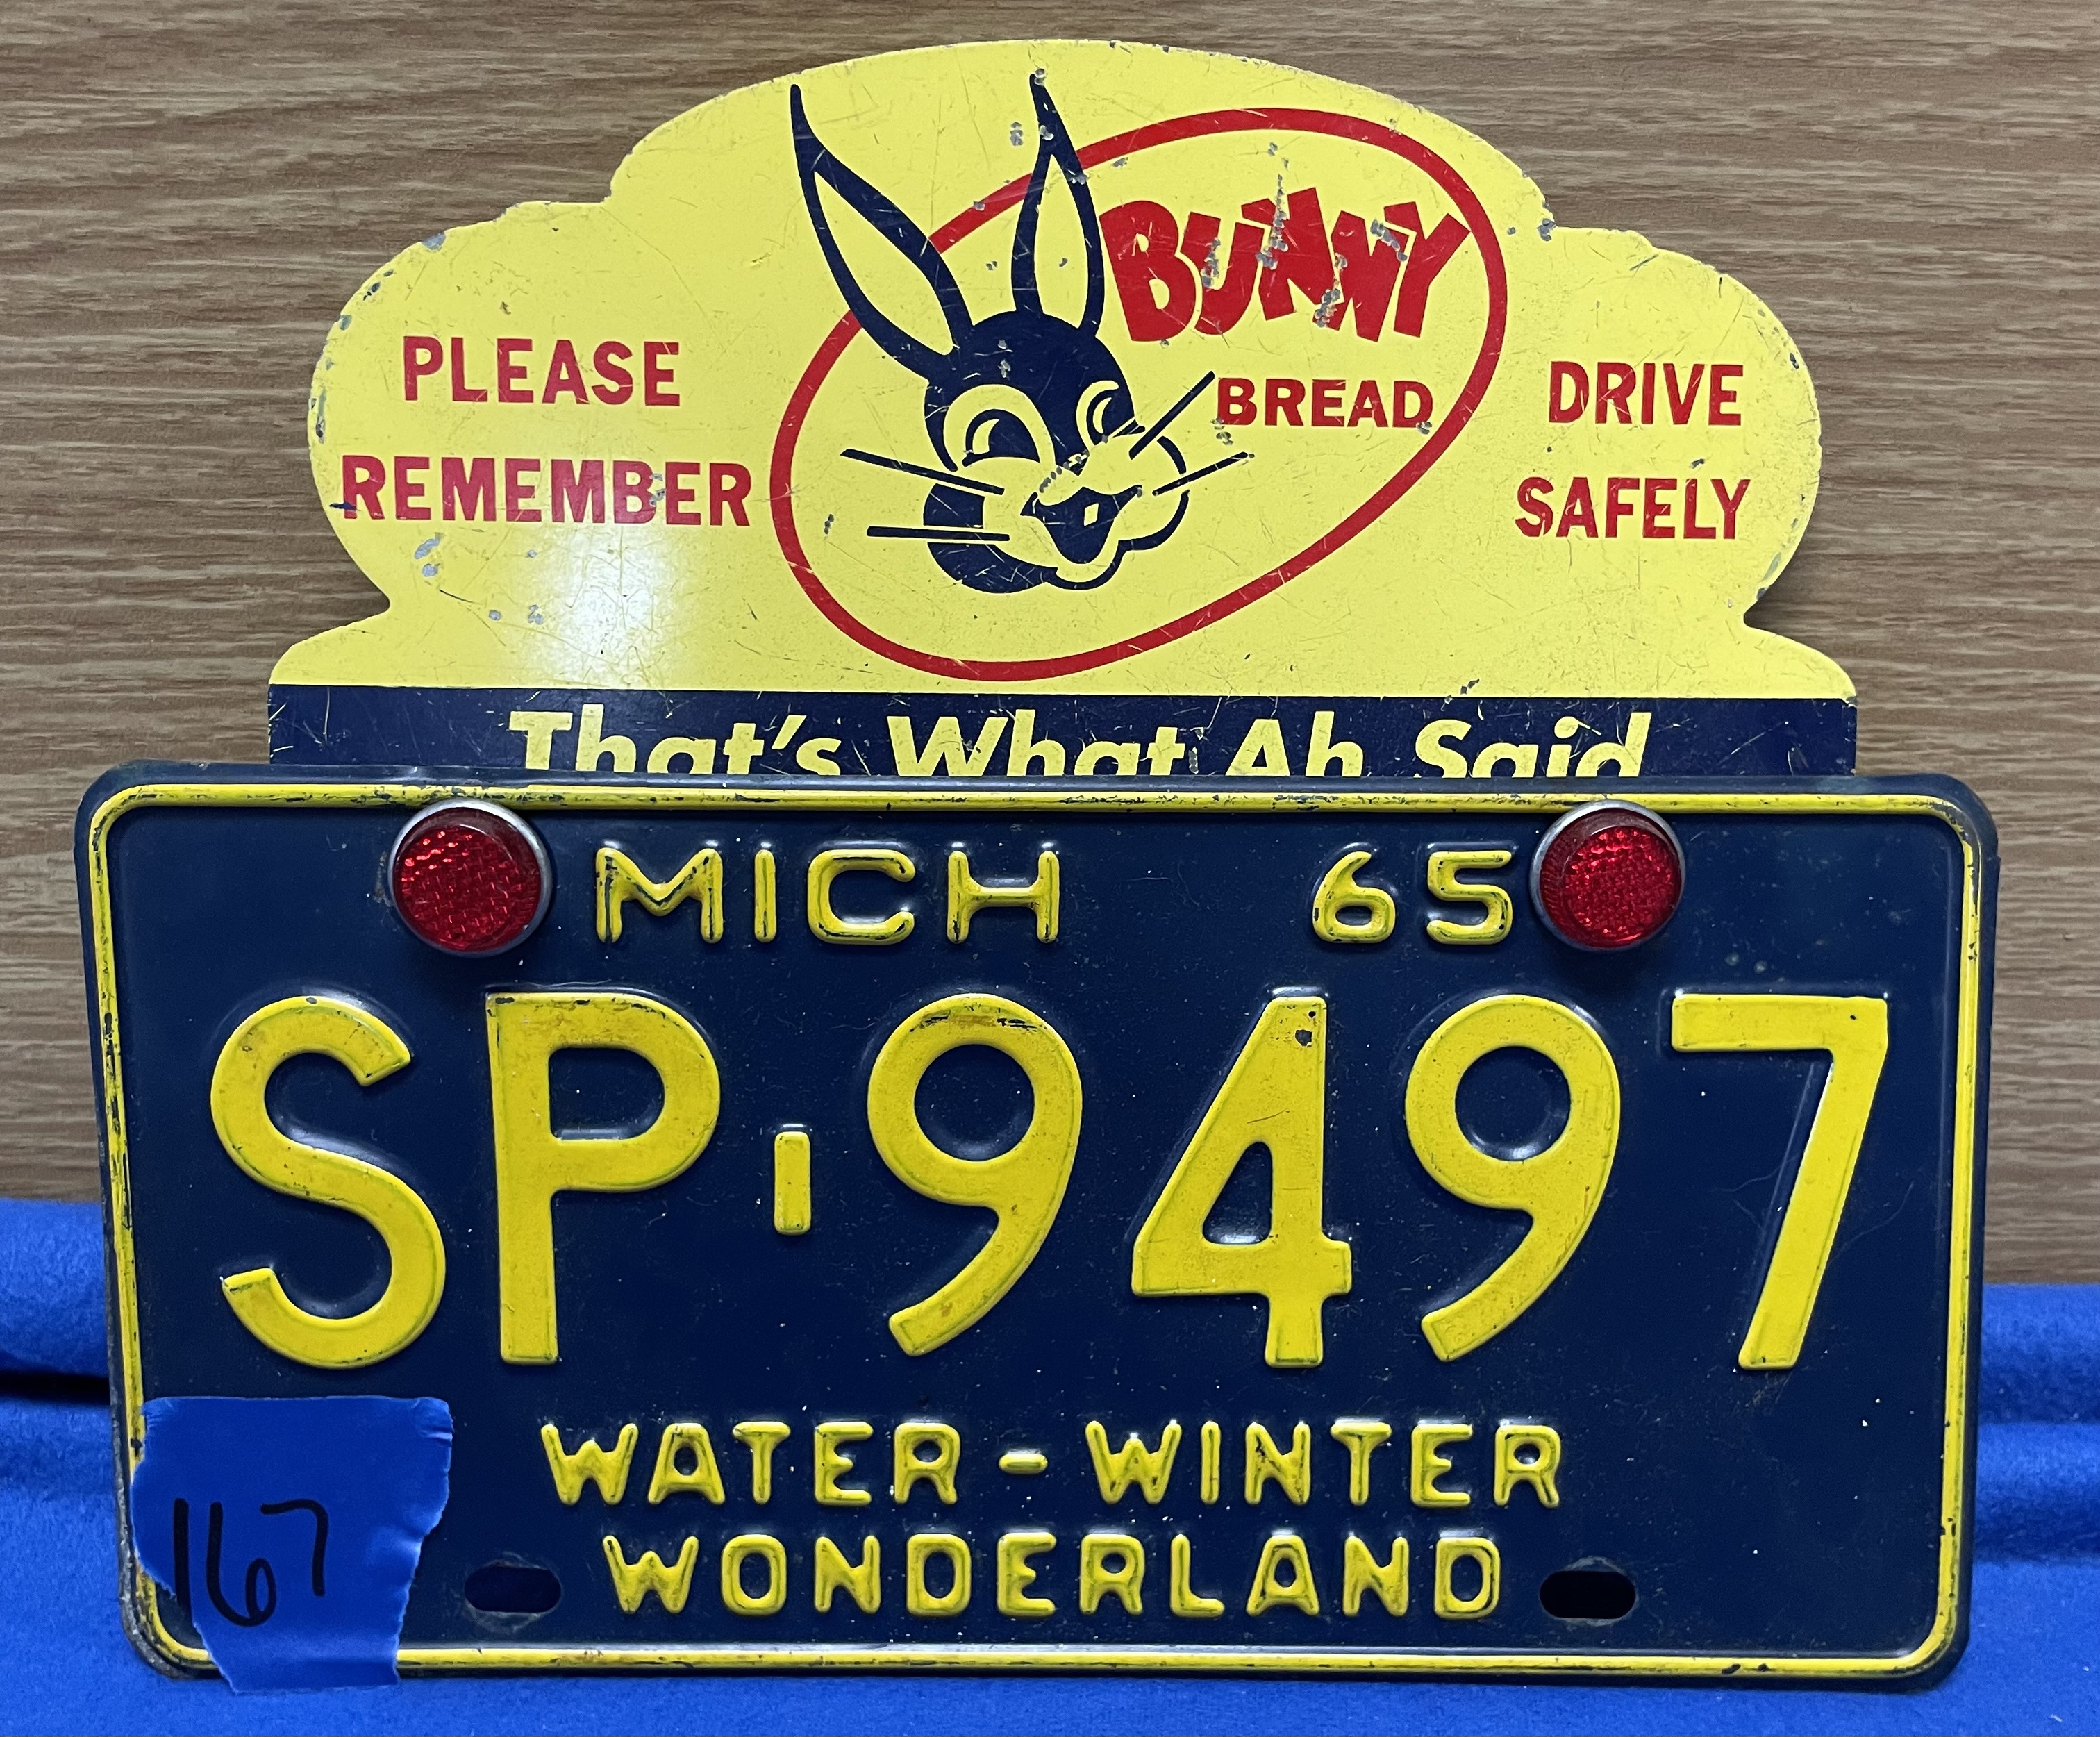 BUNNY
BREAD
PLEASE
REMEMBER
DRIVE
SAFELY
That's What Ah Said
MICH 65
SP-9497
WATER-WINTER
WONDERLAND
167